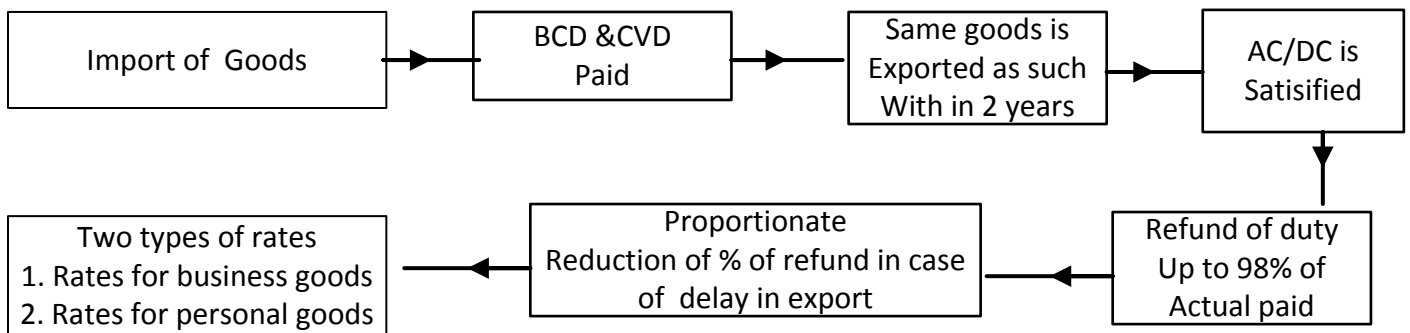 Import of Goods
BCD &CVD
Paid
Same goods is
Exported as such
With in 2 years
AC/DC is
Satisified
Refund of duty
Up to 98% of
Actual paid
Proportionate
Reduction of % of refund in case
of delay in export
Two types of rates
1. Rates for business goods
2. Rates for personal goods